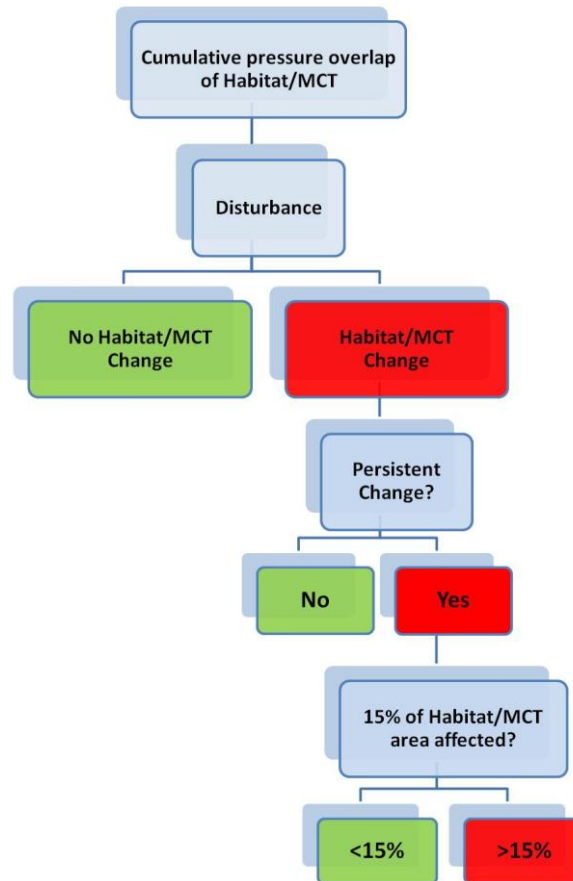 Cumulative pressure overlap
of Habitat/MCT
Disturbance
No Habitat/MCT
Change
Habitat/MCT
Change
Persistent
Change?
No
Yes
15% of Habitat/MCT
area affected?
<15%
>15%